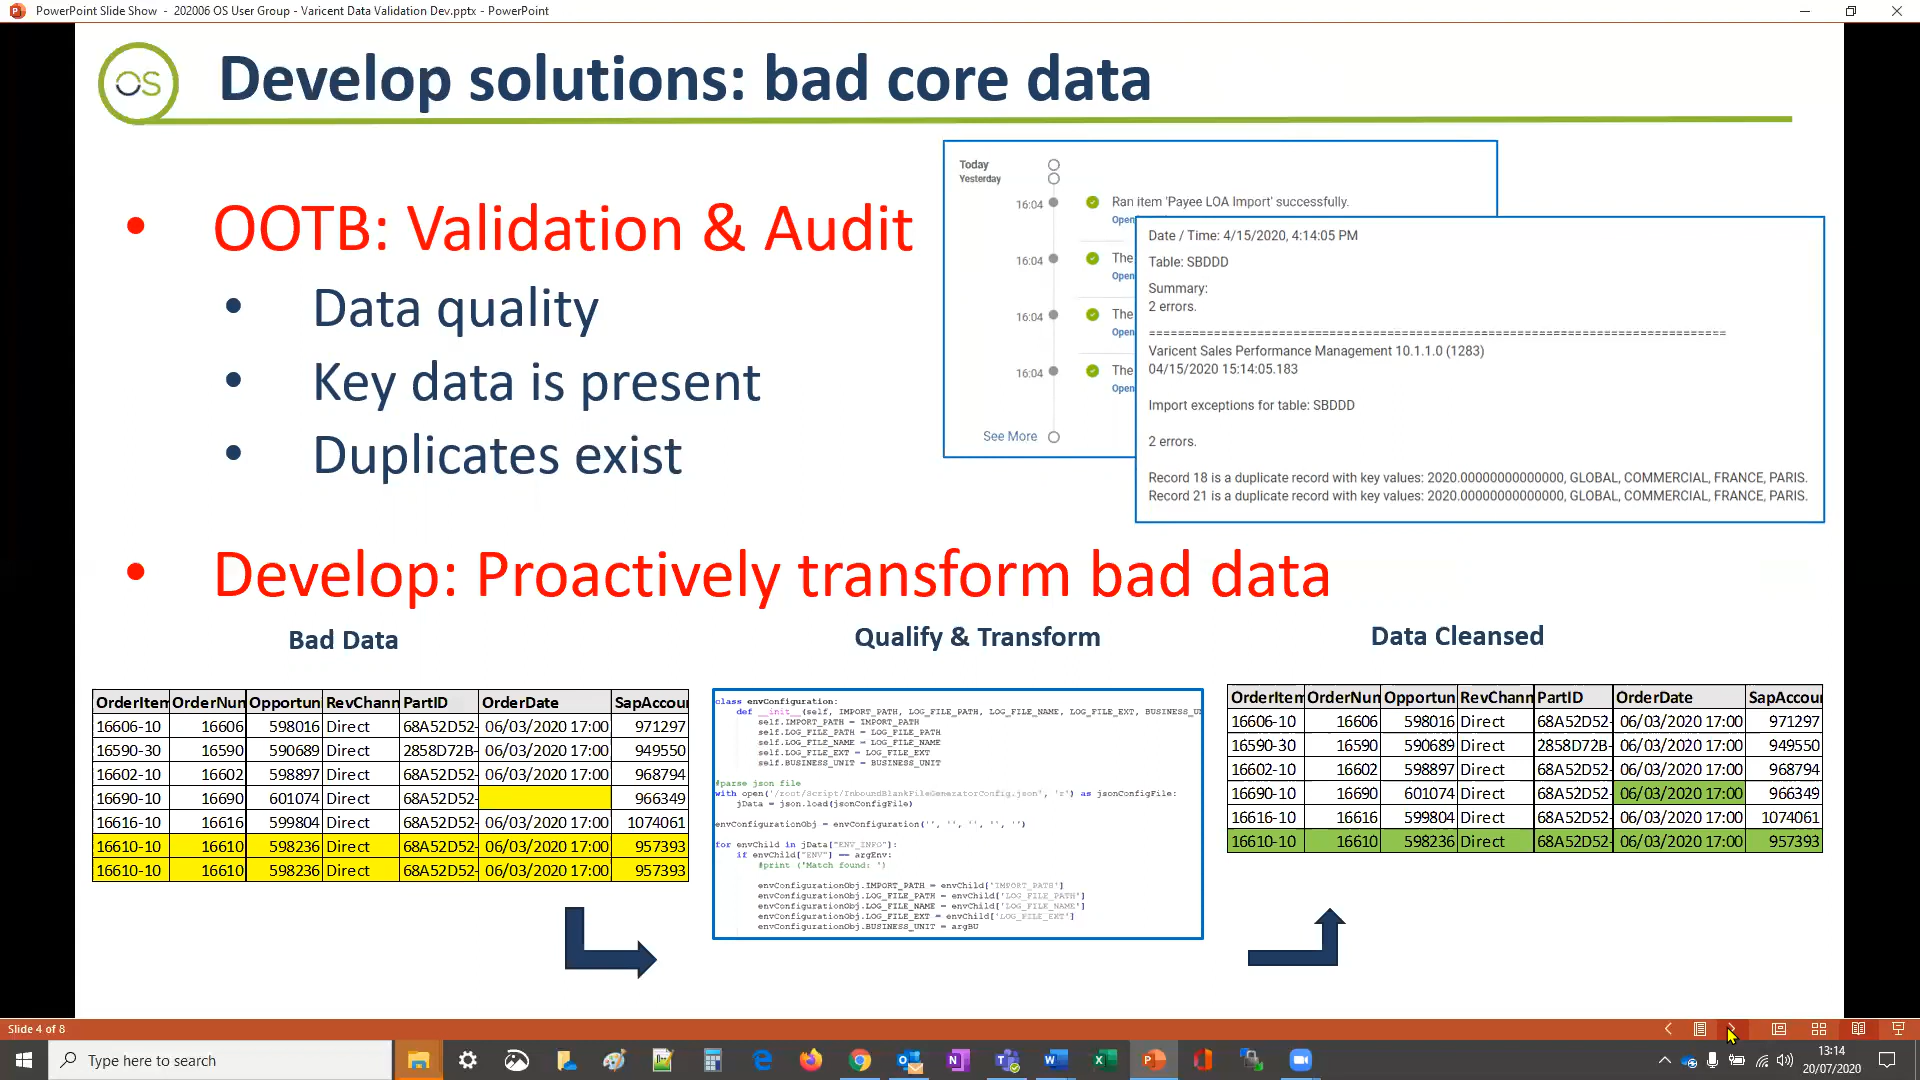 PowerPoint Slide Show - 202006 OS User Group - Varicent Data Validation Dev.pptx - PowerPoint
OS
Develop solutions: bad core data
• OOTB: Validation & Audit
• Data quality
• Key data is present
• Duplicates exist
Today
Yesterday
16:04 Ran item 'Payee LOA Import' successfully.
Open
16:04 The
Open
16:04 The
Open
16:04 The
Open
See More
Date / Time: 4/15/2020, 4:14:05 PM
Table: SBDDD
Summary:
2 errors.
================================================================================
Varicent Sales Performance Management 10.1.1.0 (1283)
04/15/2020 15:14:05.183
Import exceptions for table: SBDDD
2 errors.
Record 18 is a duplicate record with key values: 2020.00000000000000, GLOBAL, COMMERCIAL, FRANCE, PARIS.
Record 21 is a duplicate record with key values: 2020.00000000000000, GLOBAL, COMMERCIAL, FRANCE, PARIS.
• Develop: Proactively transform bad data
Bad Data
OrderItem OrderNun Opportun RevChann PartID OrderDate SapAccour
16606-10 16606 598016 Direct 68A52D52- 06/03/2020 17:00 971297
16590-30 16590 590689 Direct 2858D72B- 06/03/2020 17:00 949550
16602-10 16602 598897 Direct 68A52D52- 06/03/2020 17:00 968794
16690-10 16690 601074 Direct 68A52D52- 966349
16616-10 16616 599804 Direct 68A52D52- 06/03/2020 17:00 1074061
16610-10 16610 598236 Direct 68A52D52- 06/03/2020 17:00 957393
16610-10 16610 598236 Direct 68A52D52- 06/03/2020 17:00 957393
Qualify & Transform
class envConfiguration:
def __init__(self, IMPORT_PATH, LOG_FILE_PATH, LOG_FILE_NAME, LOG_FILE_EXT, BUSINESS_U
self.IMPORT_PATH = IMPORT_PATH
self.LOG_FILE_PATH = LOG_FILE_PATH
self.LOG_FILE_NAME = LOG_FILE_NAME
self.LOG_FILE_EXT = LOG_FILE_EXT
self.BUSINESS_UNIT = BUSINESS_UNIT
#parse json file
with open('/root/Script/InboundBlankFileGeneratorConfig.json', 'r') as jsonConfigFile:
jData = json.load(jsonConfigFile)
envConfigurationObj = envConfiguration('', '', '', '', '')
for envChild in jData["ENV_INFO"]:
if envChild["ENV"] == argEnv:
#print ('Match found: ')
envConfigurationObj.IMPORT_PATH = envChild['IMPORT_PATH']
envConfigurationObj.LOG_FILE_PATH = envChild['LOG_FILE_PATH']
envConfigurationObj.LOG_FILE_NAME = envChild['LOG_FILE_NAME']
envConfigurationObj.LOG_FILE_EXT = envChild['LOG_FILE_EXT']
envConfigurationObj.BUSINESS_UNIT = argBU
Data Cleansed
OrderItem OrderNun Opportun RevChann PartID OrderDate SapAccour
16606-10 16606 598016 Direct 68A52D52- 06/03/2020 17:00 971297
16590-30 16590 590689 Direct 2858D72B- 06/03/2020 17:00 949550
16602-10 16602 598897 Direct 68A52D52- 06/03/2020 17:00 968794
16690-10 16690 601074 Direct 68A52D52- 06/03/2020 17:00 966349
16616-10 16616 599804 Direct 68A52D52- 06/03/2020 17:00 1074061
16610-10 16610 598236 Direct 68A52D52- 06/03/2020 17:00 957393
Slide 4 of 8
Type here to search
13:14
20/07/2020